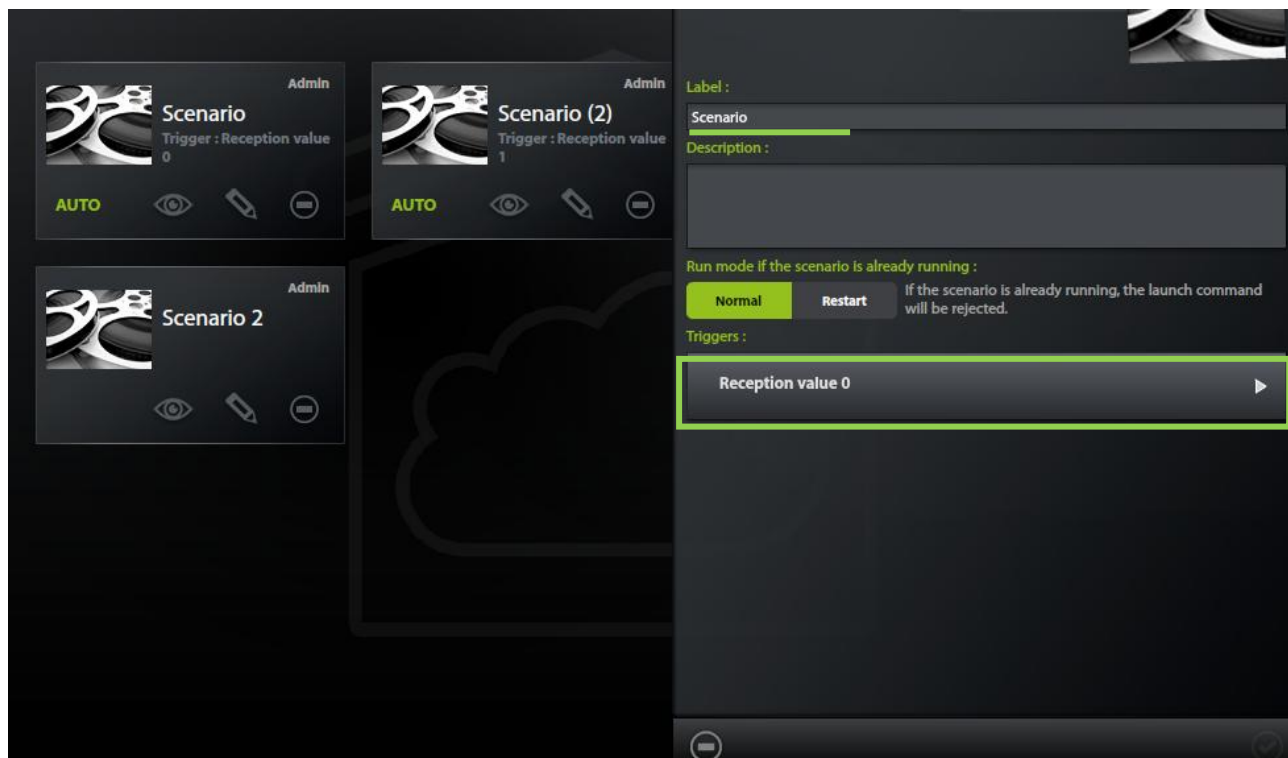 Admin
Scenario
Trigger : Reception value
0
AUTO
Admin
Scenario (2)
Trigger : Reception value
1
AUTO
Admin
Scenario 2
Label :
Scenario
Description :
Run mode if the scenario is already running :
Normal
Restart
If the scenario is already running, the launch command
will be rejected.
Triggers :
Reception value 0